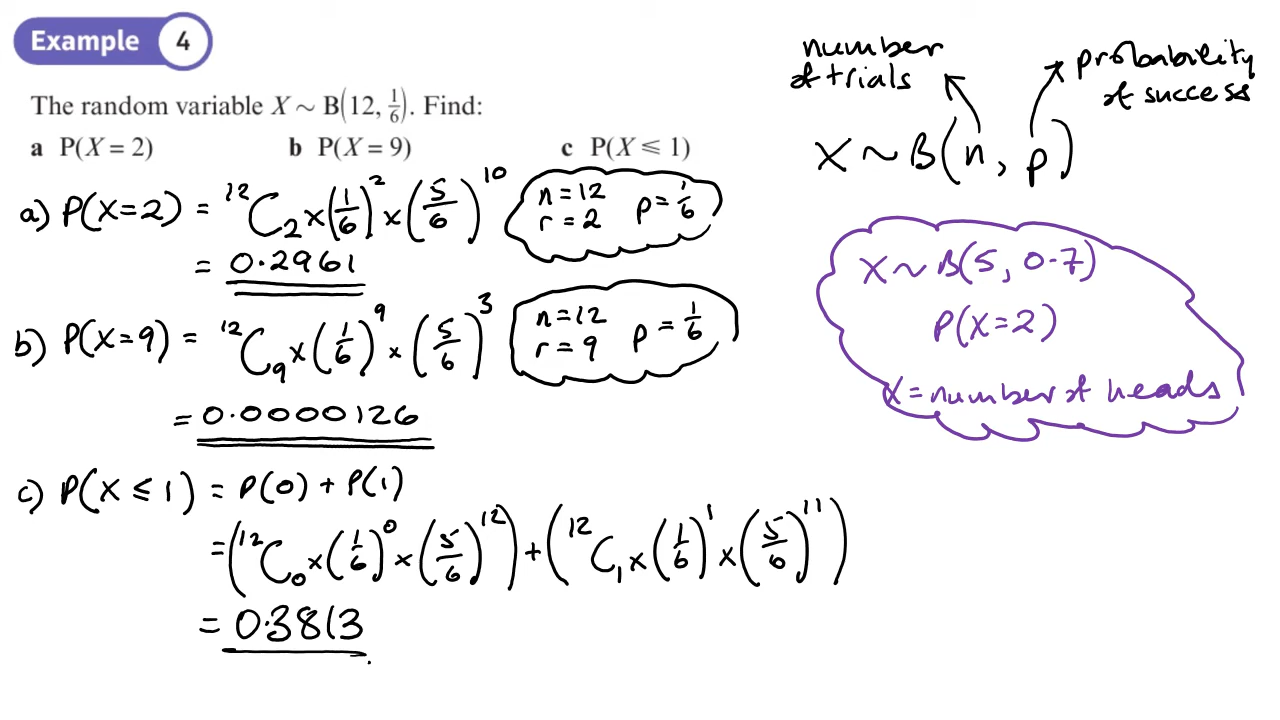 Example 4
The random variable X ~ B(12, 1/6). Find:
a P(X = 2) b P(X = 9) c P(X ⩽ 1)
a) P(X=2) = ¹²C₂ × (1/6)² × (5/6)¹⁰
n=12
r=2 p=1/6
= 0.2961
b) P(X=9) = ¹²C₉ × (1/6)⁹ × (5/6)³
n=12
r=9 p=1/6
= 0.0000126
c) P(X ⩽ 1) = P(0) + P(1)
= (¹²C₀ × (1/6)⁰ × (5/6)¹²) + (¹²C₁ × (1/6)¹ × (5/6)¹¹)
= 0.3813
number
of trials
probability
of success
X ~ B(n, p)
X ~ B(5, 0.7)
P(X=2)
X = number of heads